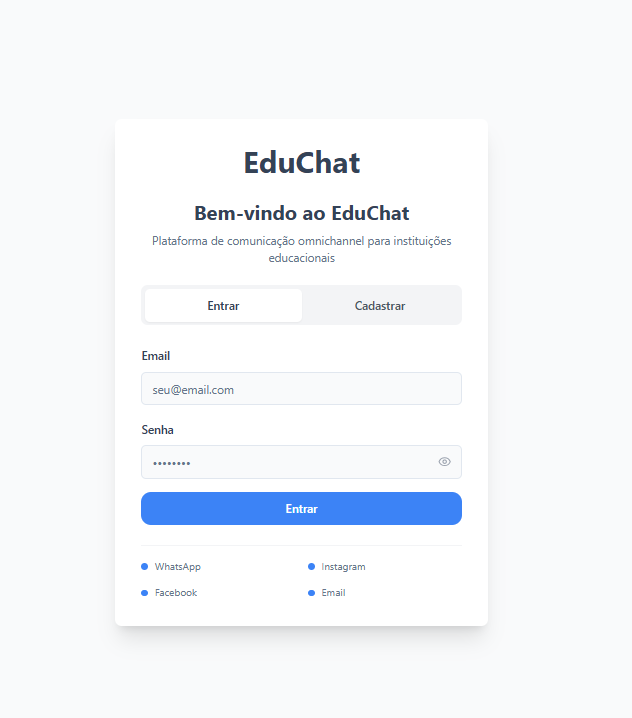 EduChat
Bem-vindo ao EduChat
Plataforma de comunicação omnichannel para instituições
educacionais
Entrar
Cadastrar
Email
seu@email.com
Senha
••••••••
Entrar
WhatsApp
Instagram
Facebook
Email